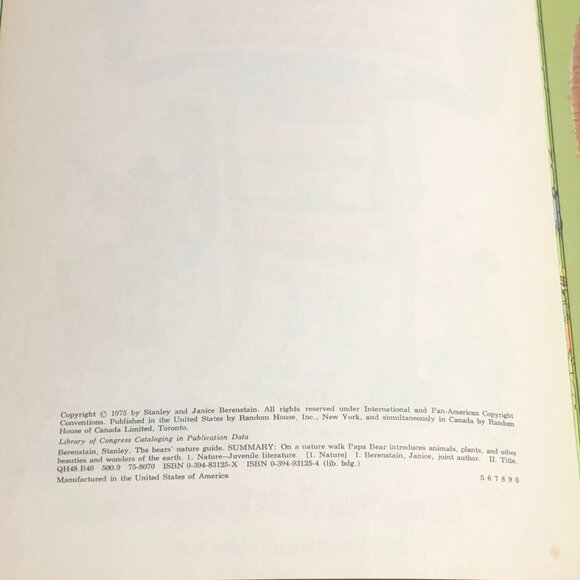 Copyright © 1975 by Stanley and Janice Berenstain. All rights reserved under International and Pan-American Copyright
Conventions. Published in the United States by Random House, Inc., New York, and simultaneously in Canada by Random
House of Canada Limited, Toronto.
Library of Congress Cataloging in Publication Data
Berenstain, Stanley. The bears' nature guide. SUMMARY: On a nature walk Papa Bear introduces animals, plants, and other
beauties and wonders of the earth. 1. Nature—Juvenile literature. [1. Nature] I. Berenstain, Janice, joint author. II. Title.
QH48.B46 500.9 75-8070 ISBN 0-394-83125-X ISBN 0-394-93125-4 (lib. bdg.)
Manufactured in the United States of America 5 6 7 8 9 0